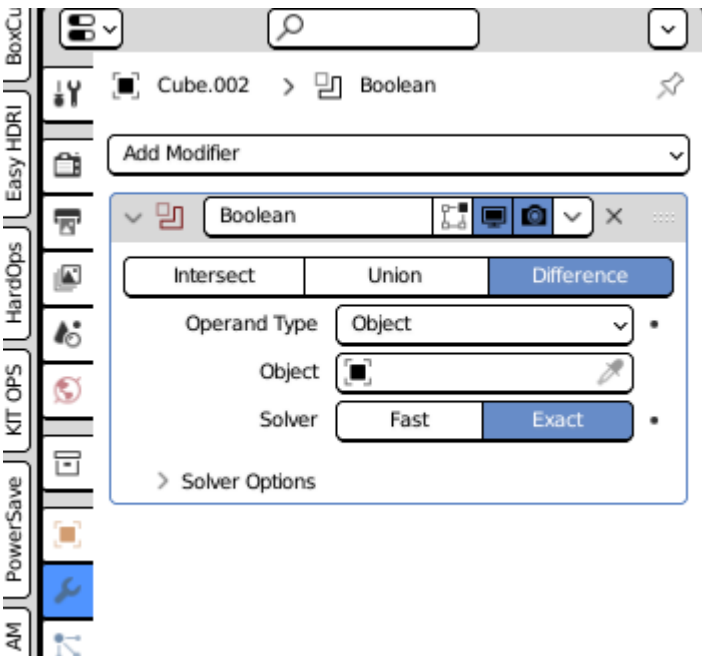 BoxCu
Easy HDRI
HardOps
KIT OPS
PowerSave
AM
Cube.002 > Boolean
Add Modifier
Boolean
Intersect Union Difference
Operand Type Object
Object
Solver Fast Exact
> Solver Options